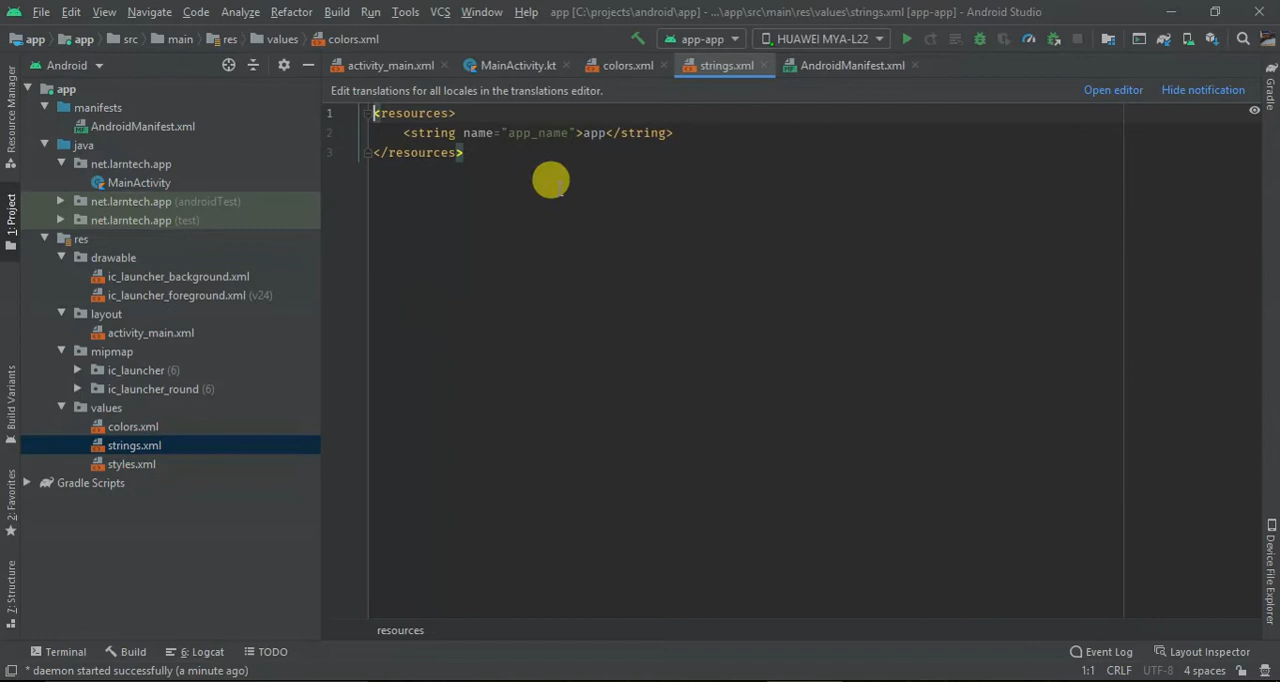 File Edit View Navigate Code Analyze Refactor Build Run Tools VCS Window Help app [C:\projects\android\app] - ...\app\src\main\res\values\strings.xml [app-app] - Android Studio
app app src main res values colors.xml app-app HUAWEI MYA-L22
Android activity_main.xml MainActivity.kt colors.xml strings.xml AndroidManifest.xml
Edit translations for all locales in the translations editor. Open editor Hide notification
Resource Manager
1: Project
Build Variants
2: Favorites
7: Structure
app
manifests
AndroidManifest.xml
java
net.larntech.app
MainActivity
net.larntech.app (androidTest)
net.larntech.app (test)
res
drawable
ic_launcher_background.xml
ic_launcher_foreground.xml (v24)
layout
activity_main.xml
mipmap
ic_launcher (6)
ic_launcher_round (6)
values
colors.xml
strings.xml
styles.xml
Gradle Scripts
1 <resources>
2 <string name="app_name">app</string>
3 </resources>
Gradle
Device File Explorer
resources
Terminal Build 6: Logcat TODO Event Log Layout Inspector
* daemon started successfully (a minute ago) 1:1 CRLF UTF-8 4 spaces